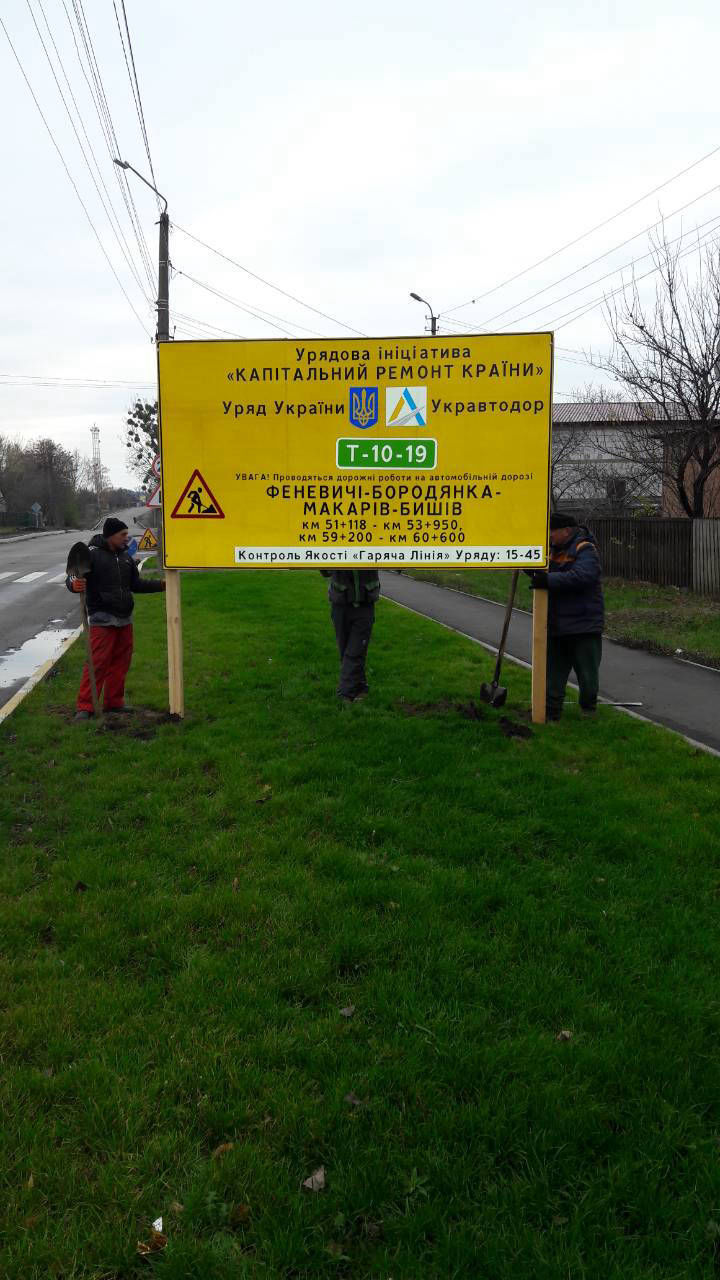 Урядова ініціатива
«КАПІТАЛЬНИЙ РЕМОНТ КРАЇНИ»
Уряд України Укравтодор
Т-10-19
УВАГА! Проводяться дорожні роботи на автомобільній дорозі
ФЕНЕВИЧІ-БОРОДЯНКА-
МАКАРІВ-БИШІВ
км 51+118 - км 53+950,
км 59+200 - км 60+600
Контроль Якості «Гаряча Лінія» Уряду: 15-45